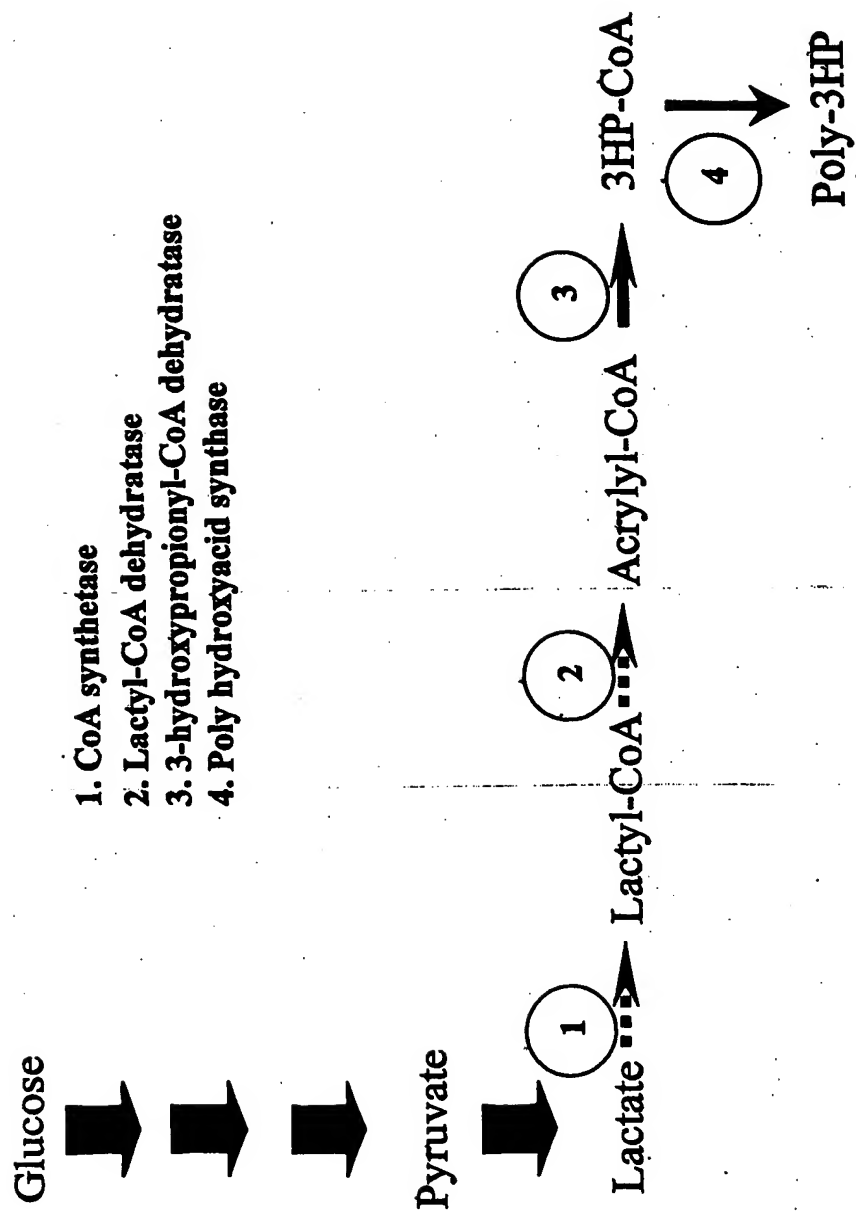 Glucose
1. CoA synthetase
2. Lactyl-CoA dehydratase
3. 3-hydroxypropionyl-CoA dehydratase
4. Poly hydroxyacid synthase
Pyruvate
1
2
3
Lactate
Lactyl-CoA
Acrylyl-CoA
3HP-CoA
4
Poly-3HP